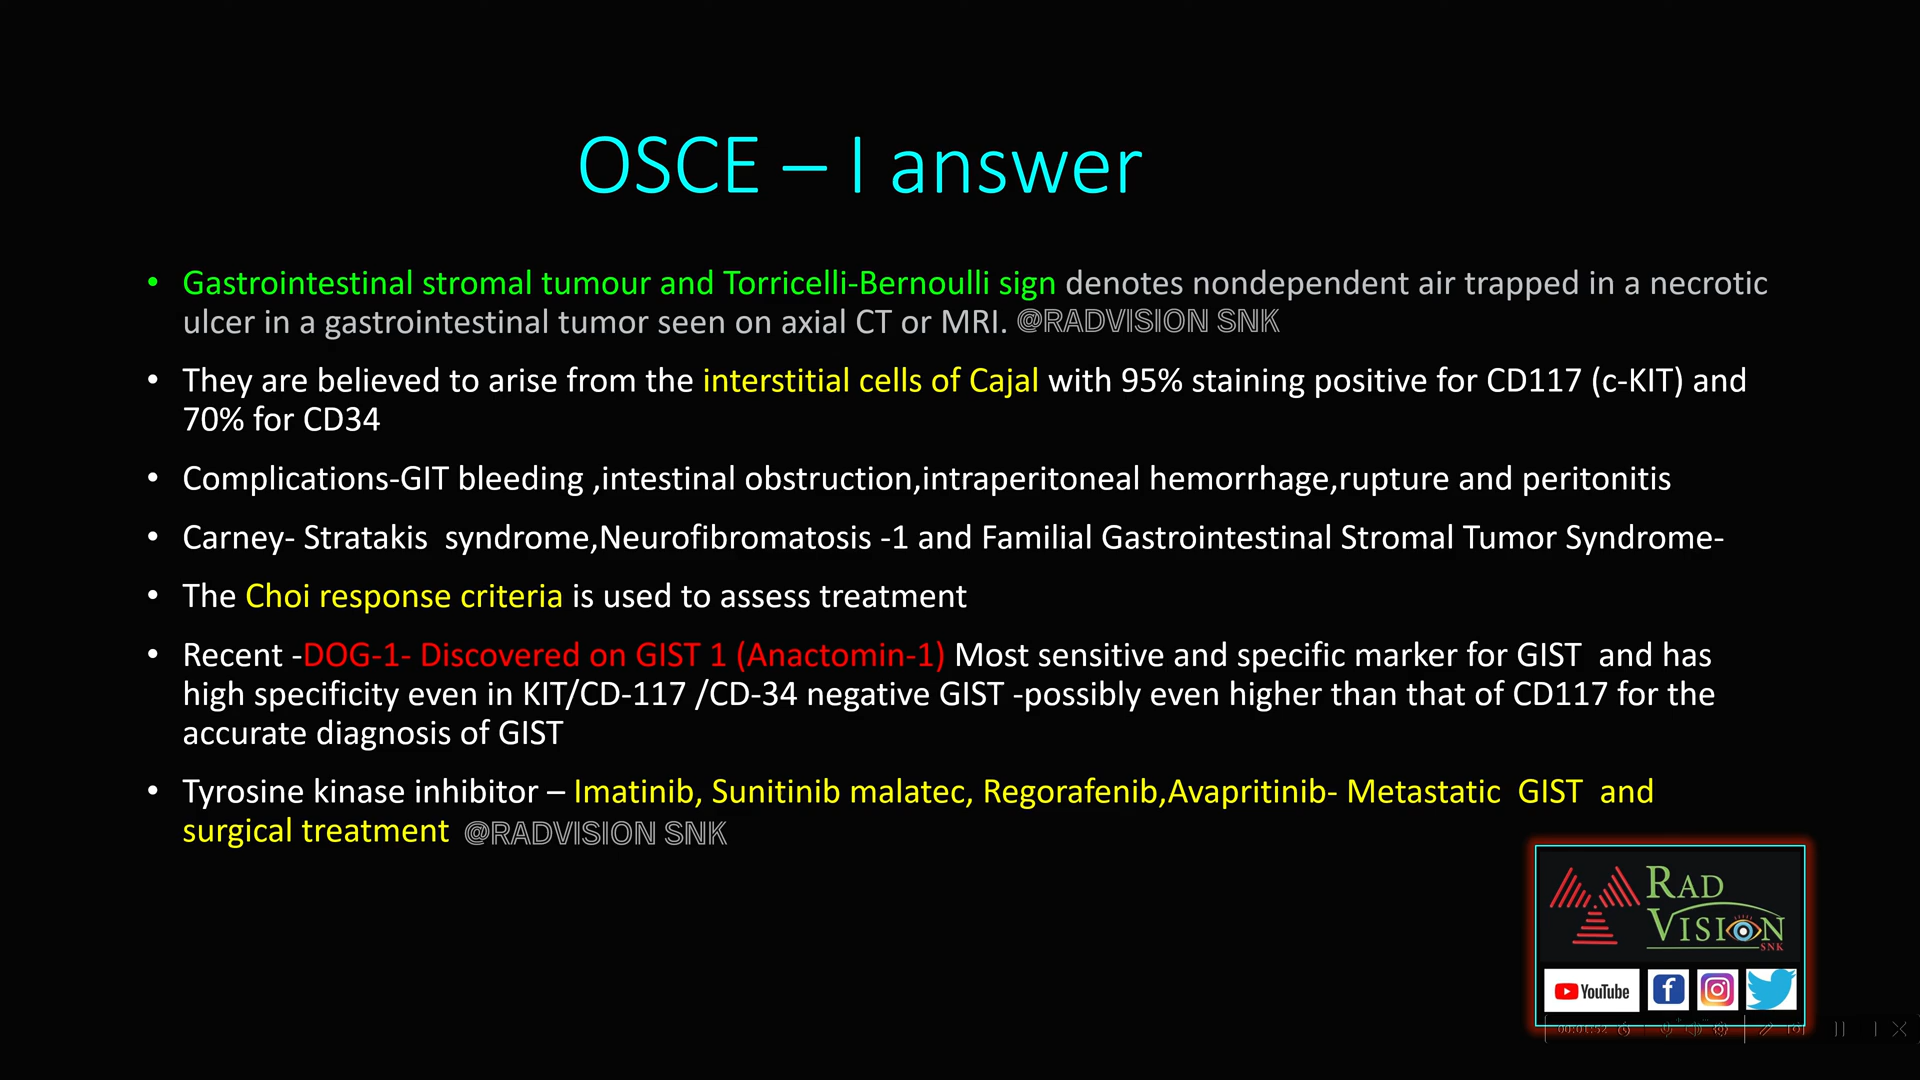 OSCE – I answer
• Gastrointestinal stromal tumour and Torricelli-Bernoulli sign denotes nondependent air trapped in a necrotic
ulcer in a gastrointestinal tumor seen on axial CT or MRI. @RADVISION SNK
• They are believed to arise from the interstitial cells of Cajal with 95% staining positive for CD117 (c-KIT) and
70% for CD34
• Complications-GIT bleeding ,intestinal obstruction,intraperitoneal hemorrhage,rupture and peritonitis
• Carney- Stratakis syndrome,Neurofibromatosis -1 and Familial Gastrointestinal Stromal Tumor Syndrome-
• The Choi response criteria is used to assess treatment
• Recent -DOG-1- Discovered on GIST 1 (Anactomin-1) Most sensitive and specific marker for GIST and has
high specificity even in KIT/CD-117 /CD-34 negative GIST -possibly even higher than that of CD117 for the
accurate diagnosis of GIST
• Tyrosine kinase inhibitor – Imatinib, Sunitinib malatec, Regorafenib,Avapritinib- Metastatic GIST and
surgical treatment @RADVISION SNK
RAD
VISION
SNK
YouTube
00:01:52